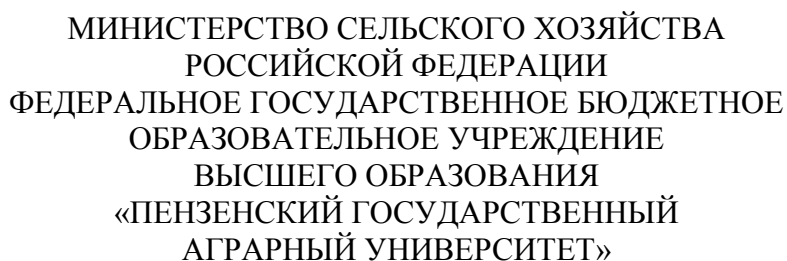 МИНИСТЕРСТВО СЕЛЬСКОГО ХОЗЯЙСТВА
РОССИЙСКОЙ ФЕДЕРАЦИИ
ФЕДЕРАЛЬНОЕ ГОСУДАРСТВЕННОЕ БЮДЖЕТНОЕ
ОБРАЗОВАТЕЛЬНОЕ УЧРЕЖДЕНИЕ
ВЫСШЕГО ОБРАЗОВАНИЯ
«ПЕНЗЕНСКИЙ ГОСУДАРСТВЕННЫЙ
АГРАРНЫЙ УНИВЕРСИТЕТ»